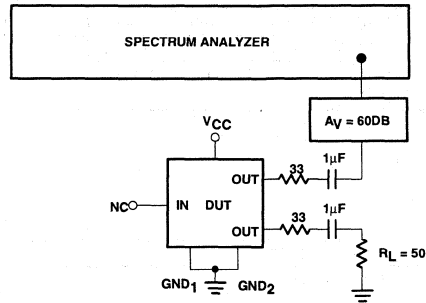 SPECTRUM ANALYZER
AV = 60DB
VCC
1µF
33
OUT
NC
IN DUT
1µF
33
OUT
RL = 50
GND1 GND2